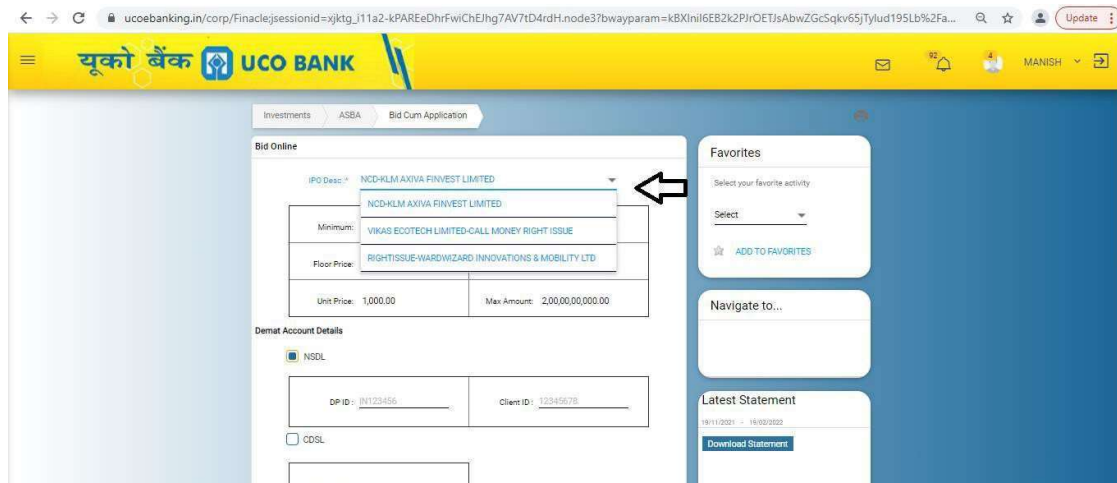 ucoebanking.in/corp/Finacle;jsessionid=xjktg_i11a2-kPAREeDhrFwiChEJhg7AV7tD4rdH.node3?bwayparam=kBXlniI6EB2k2PJrOETJsAbwZGcSqkv65jTylud195Lb%2Fa...
Update
यूको बैंक UCO BANK
92
4
MANISH
Investments ASBA Bid Cum Application
Bid Online
IPO Desc :* NCD-KLM AXIVA FINVEST LIMITED
NCD-KLM AXIVA FINVEST LIMITED
Minimum:
VIKAS ECOTECH LIMITED-CALL MONEY RIGHT ISSUE
Floor Price:
RIGHTISSUE-WARDWIZARD INNOVATIONS & MOBILITY LTD
Unit Price: 1,000.00 Max Amount: 2,00,00,00,000.00
Demat Account Details
NSDL
DP ID : IN123456 Client ID : 12345678
CDSL
Favorites
Select your favorite activity
Select
ADD TO FAVORITES
Navigate to...
Latest Statement
19/11/2021 - 19/02/2022
Download Statement